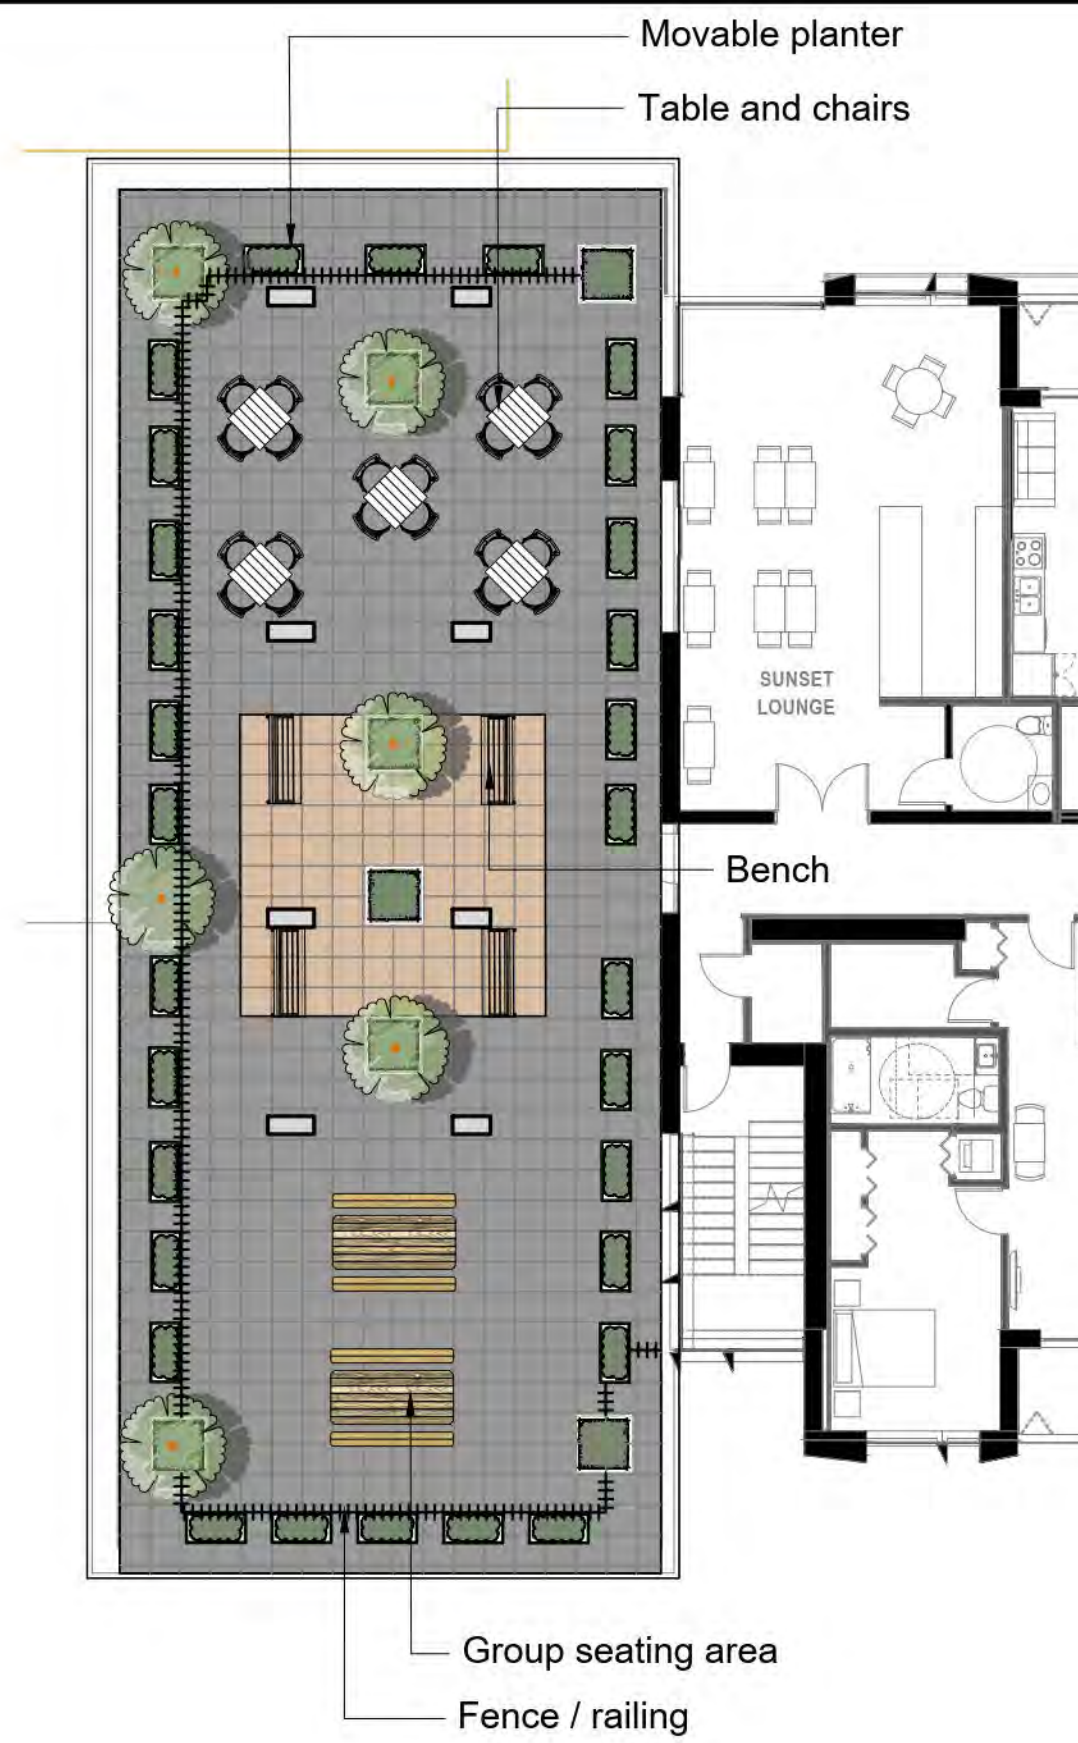 Movable planter
Table and chairs
SUNSET
LOUNGE
Bench
Group seating area
Fence / railing